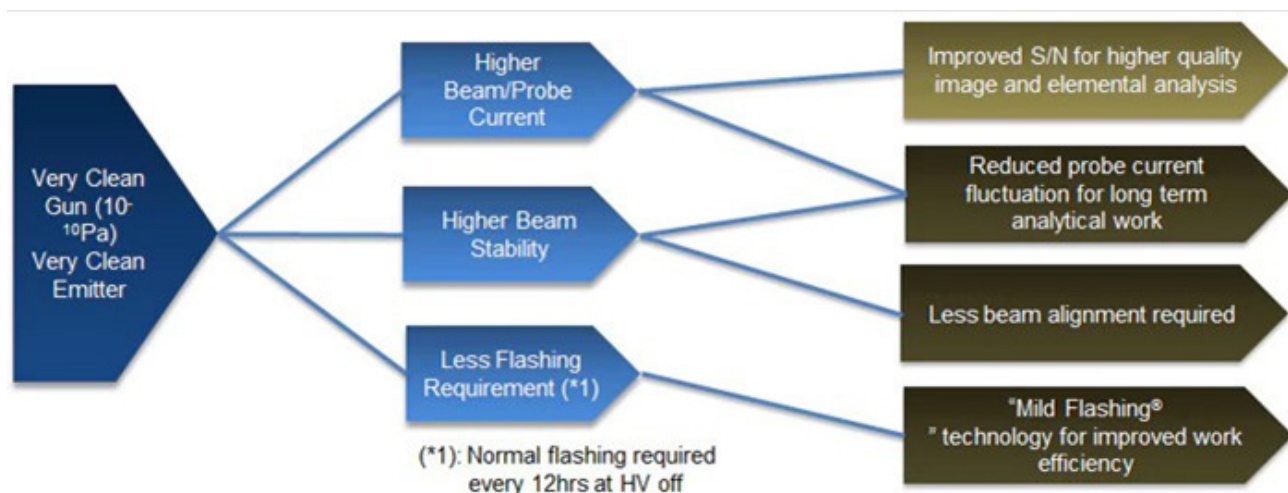 Very Clean
Gun (10-
10Pa)
Very Clean
Emitter
Higher
Beam/Probe
Current
Higher Beam
Stability
Less Flashing
Requirement (*1)
(*1): Normal flashing required
every 12hrs at HV off
Improved S/N for higher quality
image and elemental analysis
Reduced probe current
fluctuation for long term
analytical work
Less beam alignment required
“Mild Flashing®
” technology for improved work
efficiency